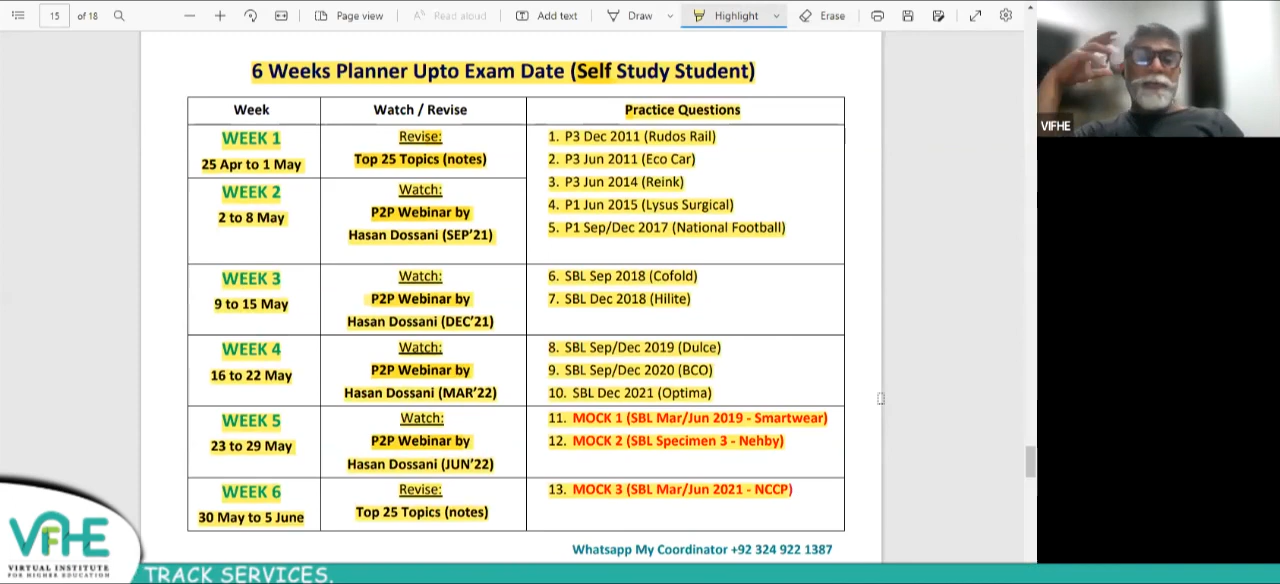 15 of 18
Page view
Read aloud
Add text
Draw
Highlight
Erase
6 Weeks Planner Upto Exam Date (Self Study Student)
Week
Watch / Revise
Practice Questions
WEEK 1
25 Apr to 1 May
Revise:
Top 25 Topics (notes)
WEEK 2
2 to 8 May
Watch:
P2P Webinar by
Hasan Dossani (SEP'21)
1. P3 Dec 2011 (Rudos Rail)
2. P3 Jun 2011 (Eco Car)
3. P3 Jun 2014 (Reink)
4. P1 Jun 2015 (Lysus Surgical)
5. P1 Sep/Dec 2017 (National Football)
WEEK 3
9 to 15 May
Watch:
P2P Webinar by
Hasan Dossani (DEC'21)
6. SBL Sep 2018 (Cofold)
7. SBL Dec 2018 (Hilite)
WEEK 4
16 to 22 May
Watch:
P2P Webinar by
Hasan Dossani (MAR'22)
8. SBL Sep/Dec 2019 (Dulce)
9. SBL Sep/Dec 2020 (BCO)
10. SBL Dec 2021 (Optima)
WEEK 5
23 to 29 May
Watch:
P2P Webinar by
Hasan Dossani (JUN'22)
11. MOCK 1 (SBL Mar/Jun 2019 - Smartwear)
12. MOCK 2 (SBL Specimen 3 - Nehby)
WEEK 6
30 May to 5 June
Revise:
Top 25 Topics (notes)
13. MOCK 3 (SBL Mar/Jun 2021 - NCCP)
Whatsapp My Coordinator +92 324 922 1387
VIFHE
VFHE
VIRTUAL INSTITUTE
FOR HIGHER EDUCATION
TRACK SERVICES.